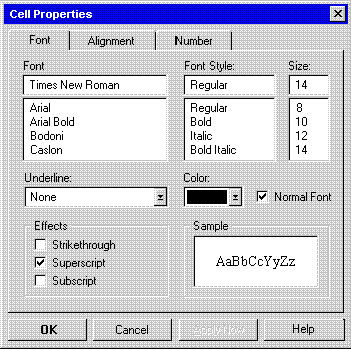 Cell Properties
Font Alignment Number
Font Font Style: Size:
Times New Roman Regular 14
Arial Regular 8
Arial Bold Bold 10
Bodoni Italic 12
Caslon Bold Italic 14
Underline: Color:
None Normal Font
Effects Sample
Strikethrough
Superscript AaBbCcYyZz
Subscript
OK Cancel Apply Now Help